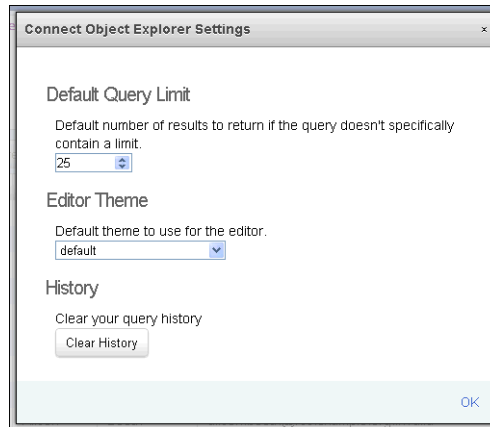 Connect Object Explorer Settings
×
Default Query Limit
Default number of results to return if the query doesn't specifically
contain a limit.
25
Editor Theme
Default theme to use for the editor.
default
History
Clear your query history
Clear History
OK